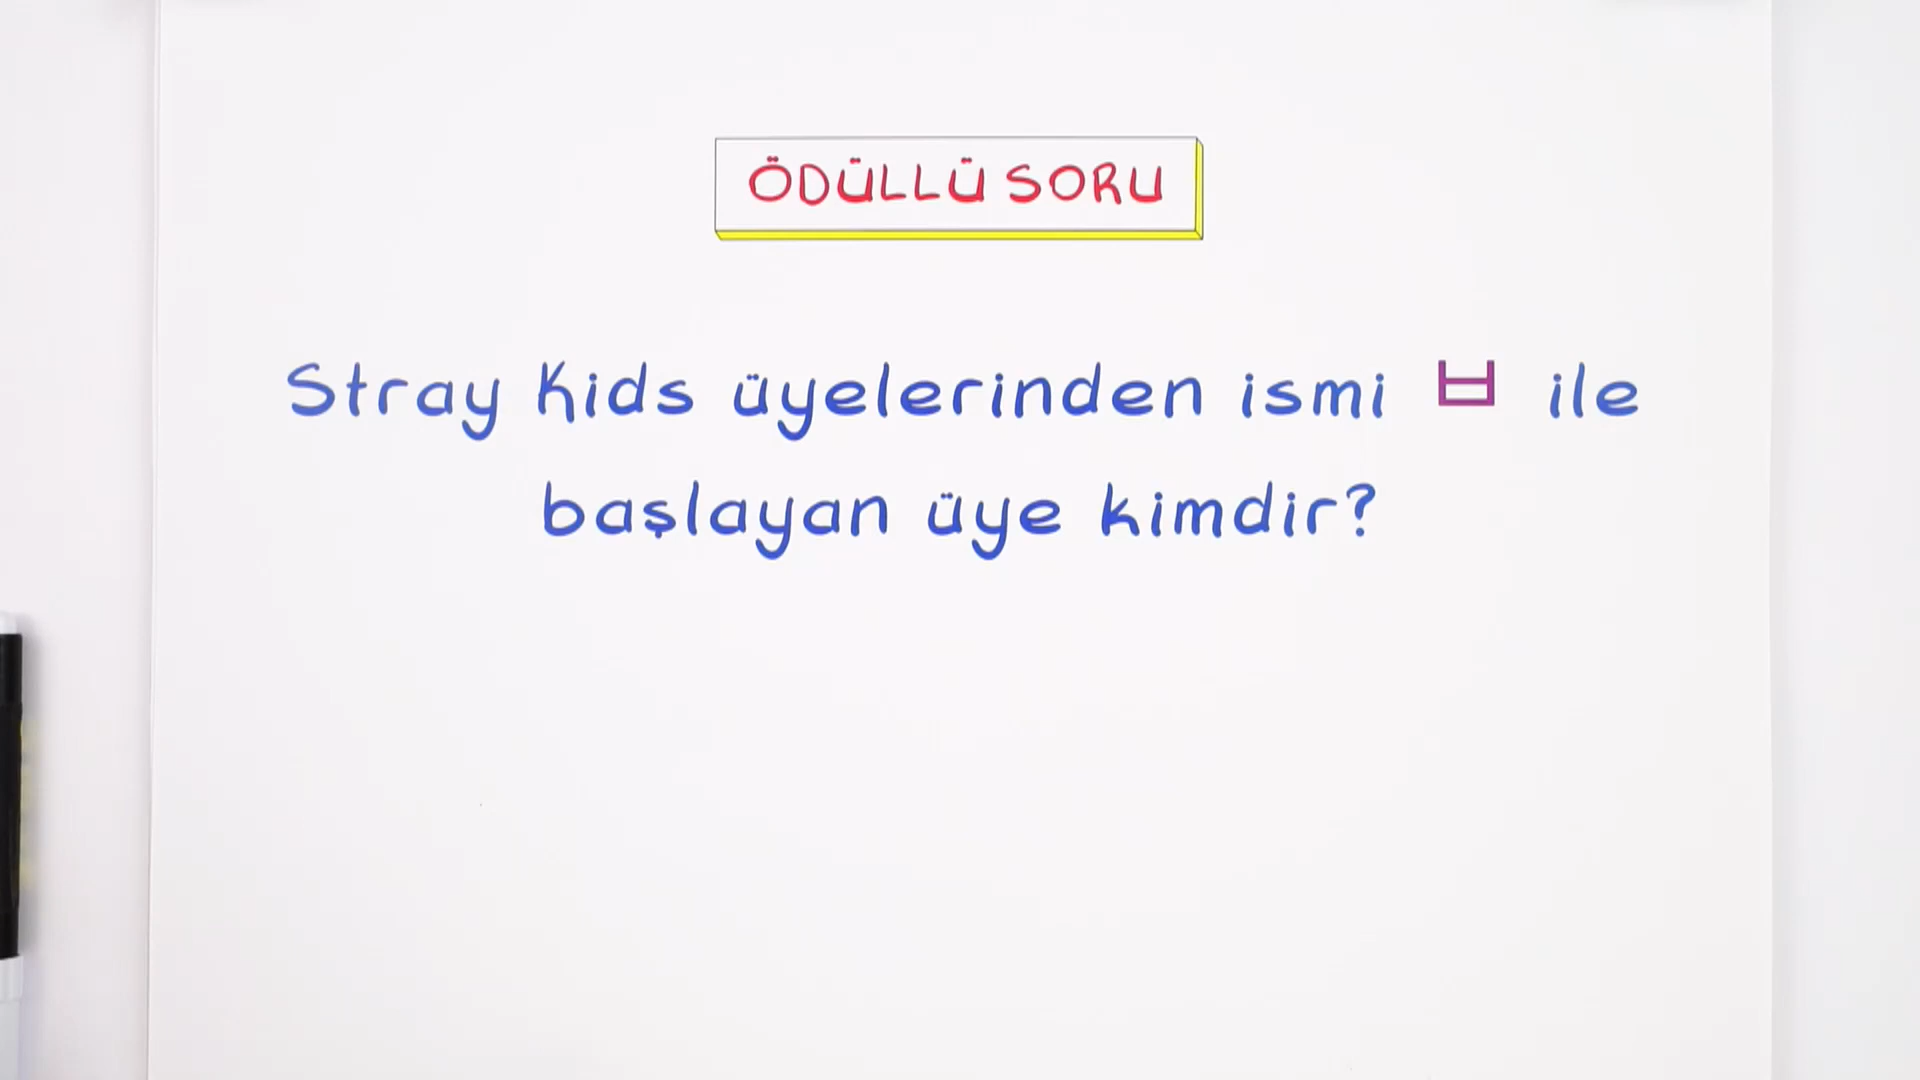 ÖDÜLLÜ SORU
Stray Kids üyelerinden ismi ㅂ ile
başlayan üye kimdir?